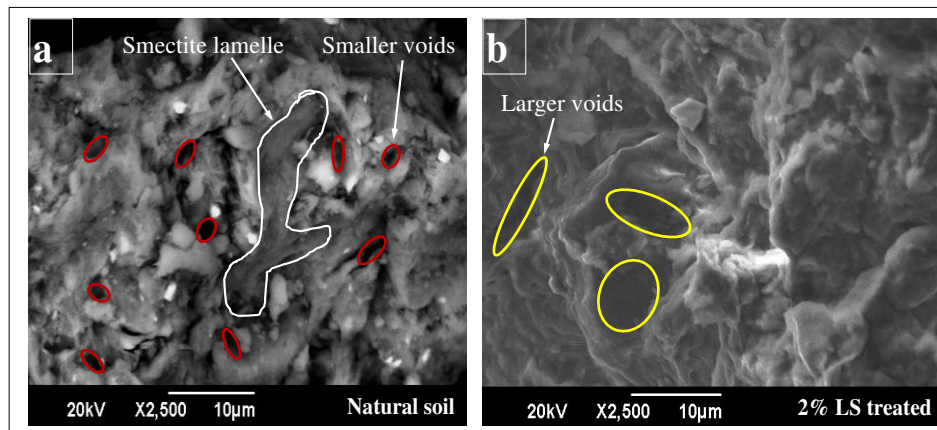 a
Smectite lamelle
Smaller voids
20kV X2,500 10µm Natural soil
b
Larger voids
20kV X2,500 10µm 2% LS treated